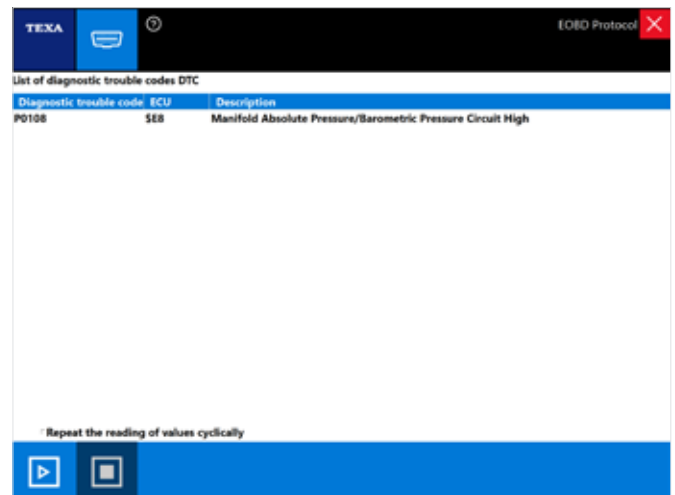 TEXA
EOBD Protocol
List of diagnostic trouble codes DTC
Diagnostic trouble code ECU Description
P0108 $E8 Manifold Absolute Pressure/Barometric Pressure Circuit High
Repeat the reading of values cyclically